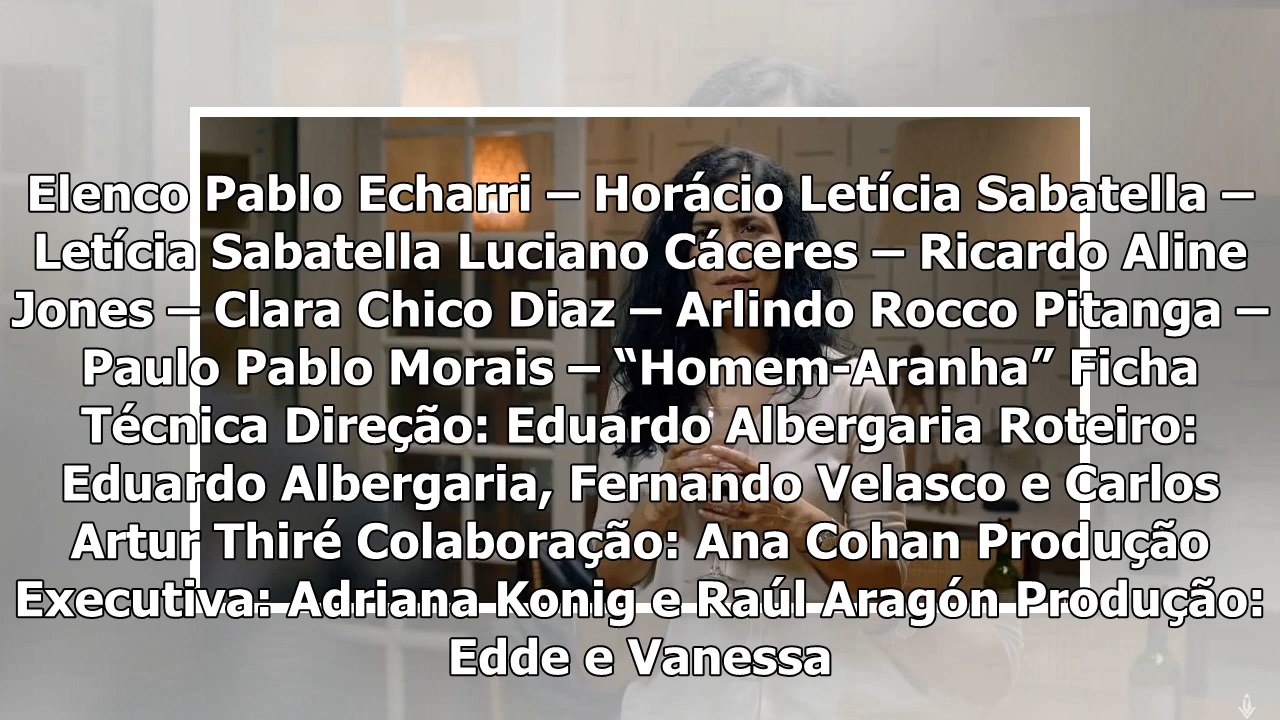 Elenco Pablo Echarri – Horácio Letícia Sabatella –
Letícia Sabatella Luciano Cáceres – Ricardo Aline
Jones – Clara Chico Diaz – Arlindo Rocco Pitanga –
Paulo Pablo Morais – “Homem-Aranha” Ficha
Técnica Direção: Eduardo Albergaria Roteiro:
Eduardo Albergaria, Fernando Velasco e Carlos
Artur Thiré Colaboração: Ana Cohan Produção
Executiva: Adriana Konig e Raúl Aragón Produção:
Edde e Vanessa